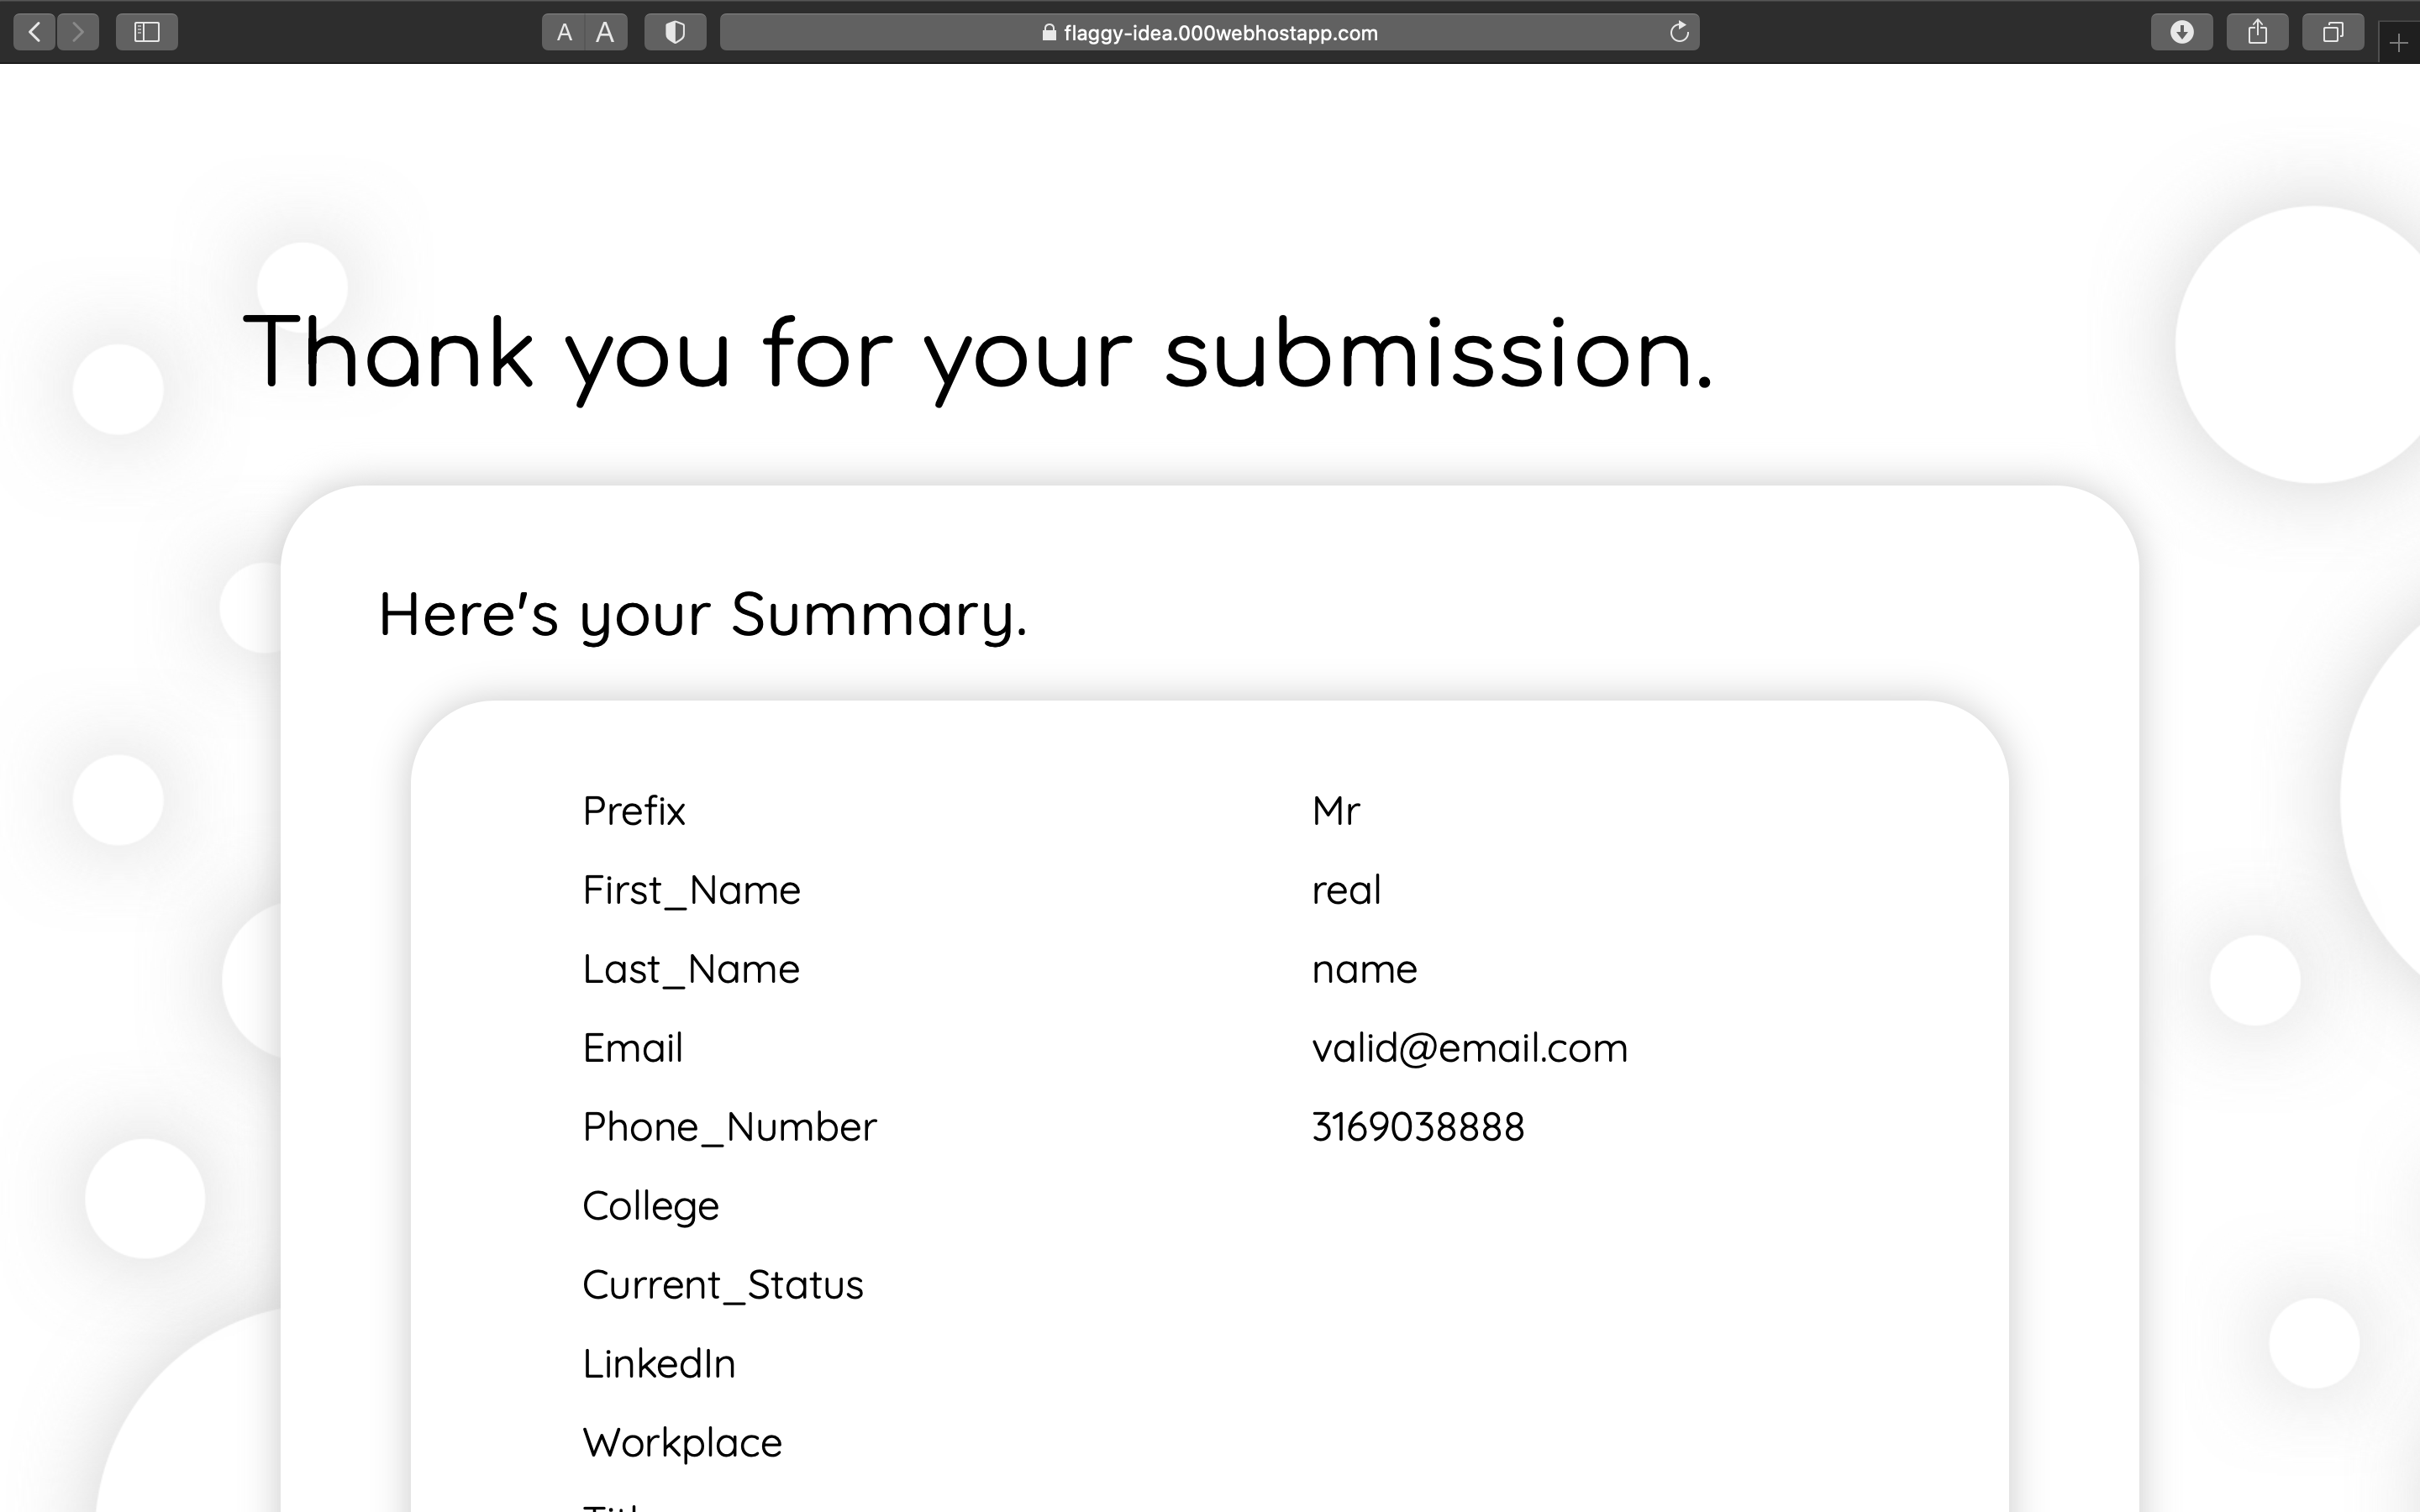 A A flaggy-idea.000webhostapp.com
Thank you for your submission.
Here's your Summary.
Prefix Mr
First_Name real
Last_Name name
Email valid@email.com
Phone_Number 3169038888
College
Current_Status
LinkedIn
Workplace